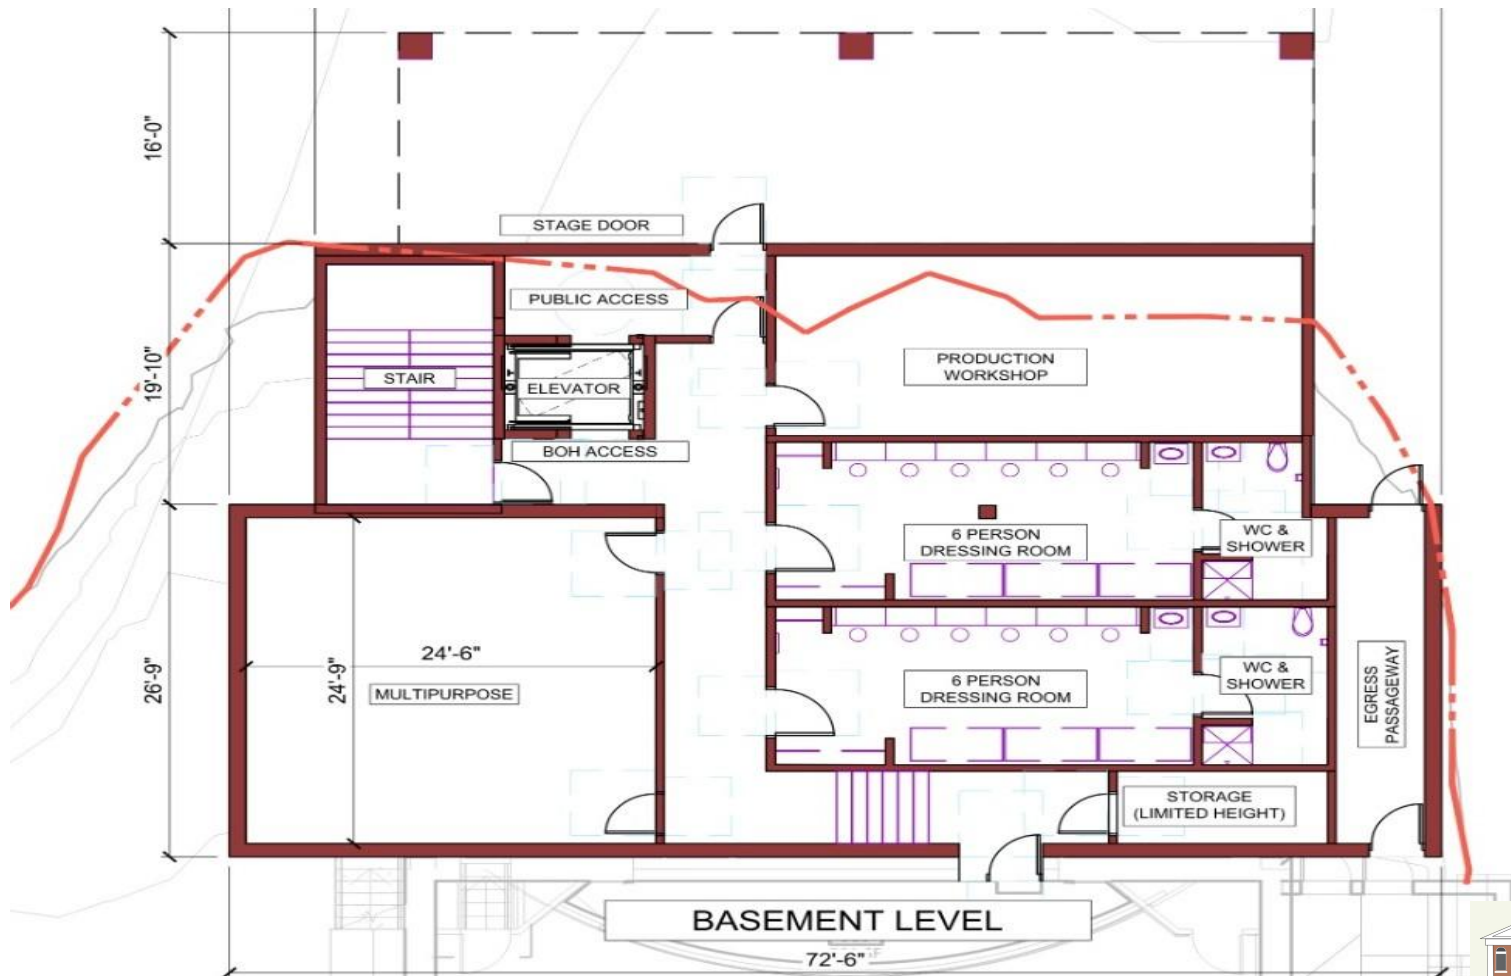 16'-0"
STAGE DOOR
PUBLIC ACCESS
19'-10"
STAIR
ELEVATOR
PRODUCTION
WORKSHOP
BOH ACCESS
6 PERSON
DRESSING ROOM
WC &
SHOWER
26'-9"
24'-6"
24'-9"
MULTIPURPOSE
6 PERSON
DRESSING ROOM
WC &
SHOWER
EGRESS
PASSAGEWAY
STORAGE
(LIMITED HEIGHT)
BASEMENT LEVEL
72'-6"